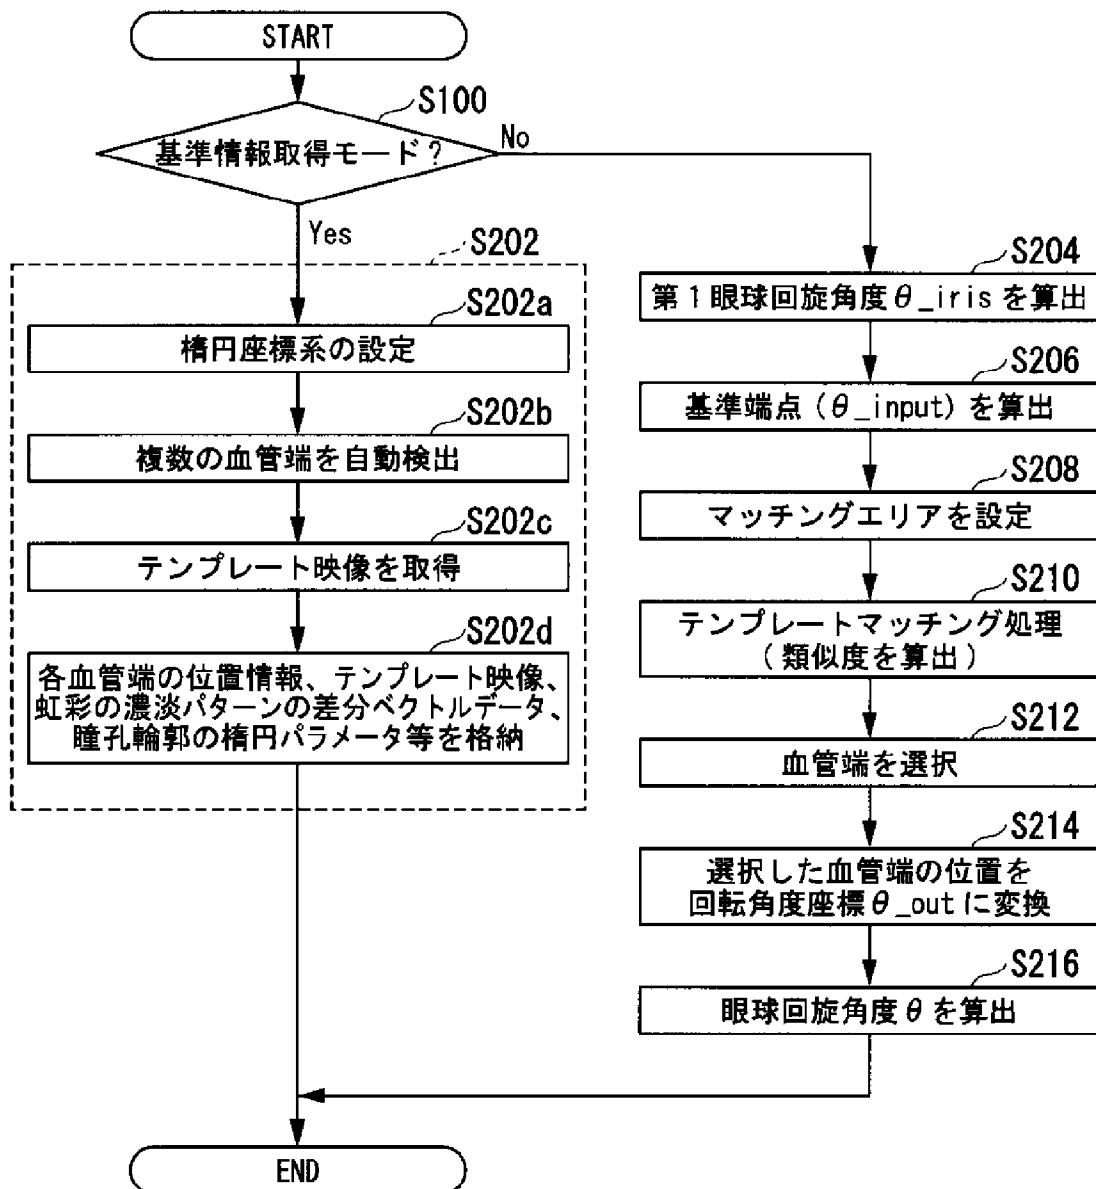 START
S100
基準情報取得モード?
No
Yes
S202
S202a
楕円座標系の設定
S202b
複数の血管端を自動検出
S202c
テンプレート映像を取得
S202d
各血管端の位置情報、テンプレート映像、
虹彩の濃淡パターンの差分ベクトルデータ、
瞳孔輪郭の楕円パラメータ等を格納
S204
第1眼球回旋角度θ_irisを算出
S206
基準端点(θ_input)を算出
S208
マッチングエリアを設定
S210
テンプレートマッチング処理
(類似度を算出)
S212
血管端を選択
S214
選択した血管端の位置を
回転角度座標θ_outに変換
S216
眼球回旋角度θを算出
END